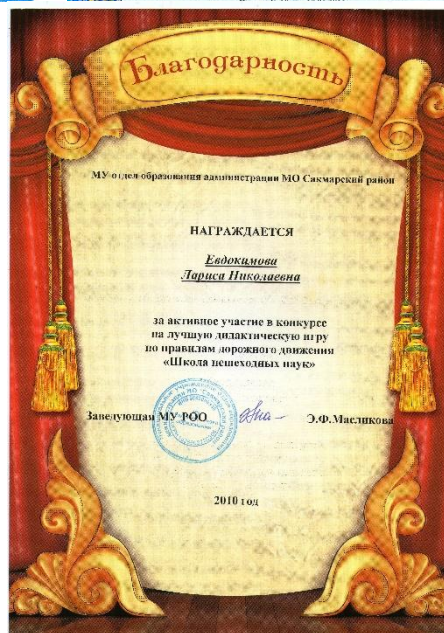 Благодарность
МУ отдел образования администрации МО Сакмарский район
НАГРАЖДАЕТСЯ
Евдокимова
Лариса Николаевна
за активное участие в конкурсе
на лучшую дидактическую игру
по правилам дорожного движения
«Школа пешеходных наук»
Заведующая МУ РОО Э.Ф.Масликова
2010 год